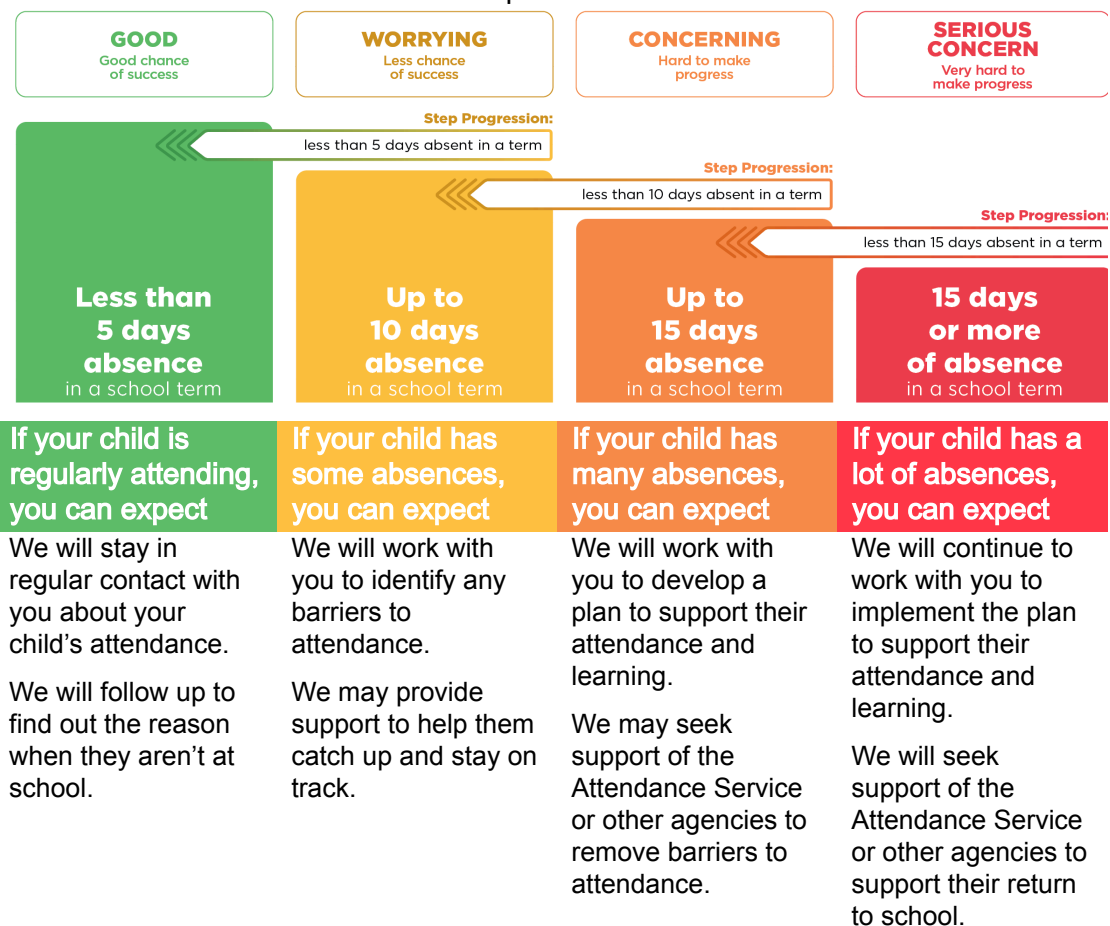 GOOD
Good chance
of success
WORRYING
Less chance
of success
CONCERNING
Hard to make
progress
SERIOUS
CONCERN
Very hard to
make progress
Step Progression:
less than 5 days absent in a term
Step Progression:
less than 10 days absent in a term
Step Progression:
less than 15 days absent in a term
Less than
5 days
absence
in a school term
Up to
10 days
absence
in a school term
Up to
15 days
absence
in a school term
15 days
or more
of absence
in a school term
If your child is
regularly attending,
you can expect
We will stay in
regular contact with
you about your
child’s attendance.
We will follow up to
find out the reason
when they aren’t at
school.
If your child has
some absences,
you can expect
We will work with
you to identify any
barriers to
attendance.
We may provide
support to help them
catch up and stay on
track.
If your child has
many absences,
you can expect
We will work with
you to develop a
plan to support their
attendance and
learning.
We may seek
support of the
Attendance Service
or other agencies to
remove barriers to
attendance.
If your child has a
lot of absences,
you can expect
We will continue to
work with you to
implement the plan
to support their
attendance and
learning.
We will seek
support of the
Attendance Service
or other agencies to
support their return
to school.